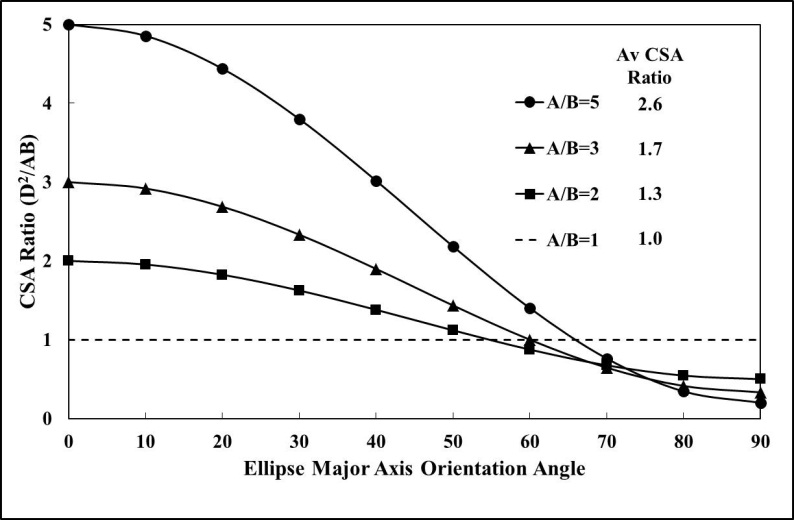 CSA Ratio (D²/AB)
5
4
3
2
1
0
Av CSA
Ratio
A/B=5 2.6
A/B=3 1.7
A/B=2 1.3
A/B=1 1.0
0 10 20 30 40 50 60 70 80 90
Ellipse Major Axis Orientation Angle